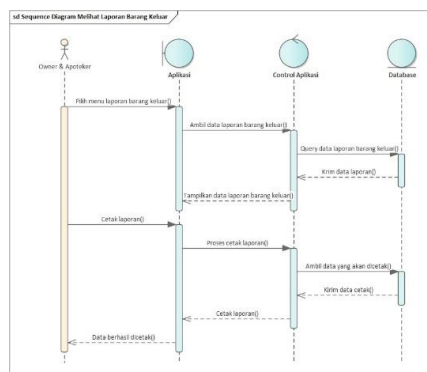 sd Sequence Diagram Melihat Laporan Barang Keluar
Owner & Apoteker
Aplikasi
Control Aplikasi
Database
Pilih menu laporan barang keluar()
Ambil data laporan barang keluar()
Query data laporan barang keluar()
Kirim data laporan()
Tampilkan data laporan barang keluar()
Cetak laporan()
Proses cetak laporan()
Ambil data yang akan dicetak()
Kirim data cetak()
Cetak laporan()
Data berhasil dicetak()